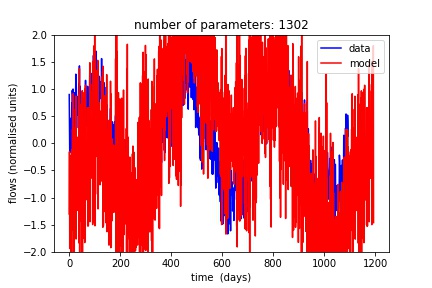 number of parameters: 1302
data
model
flows (normalised units)
2.0
1.5
1.0
0.5
0.0
−0.5
−1.0
−1.5
−2.0
0 200 400 600 800 1000 1200
time  (days)